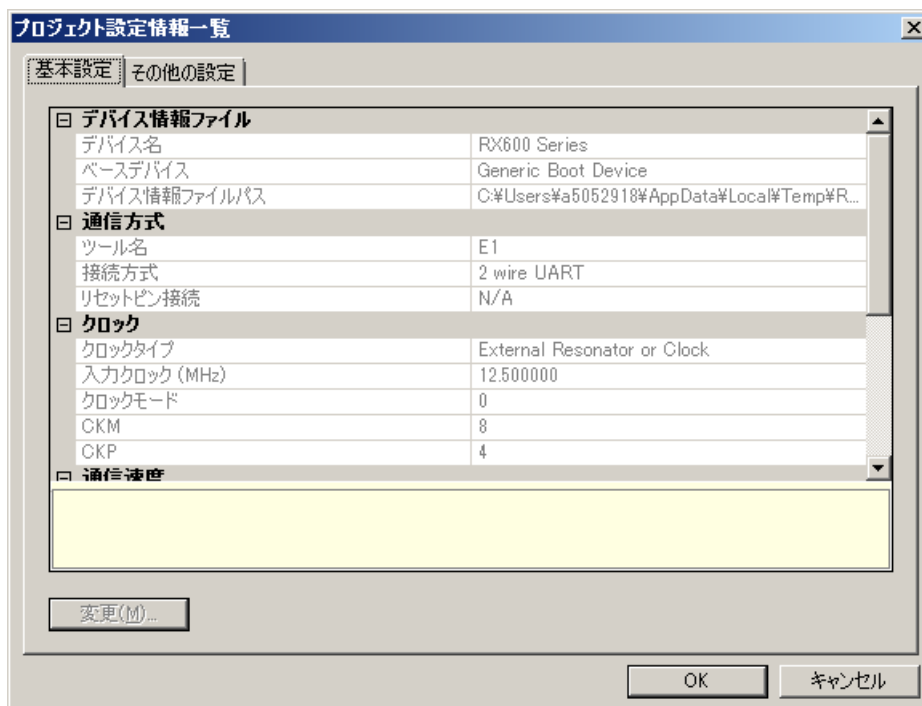 プロジェクト設定情報一覧
基本設定 その他の設定
デバイス情報ファイル
デバイス名 RX600 Series
ベースデバイス Generic Boot Device
デバイス情報ファイルパス C:¥Users¥a5052918¥AppData¥Local¥Temp¥R...
通信方式
ツール名 E1
接続方式 2 wire UART
リセットピン接続 N/A
クロック
クロックタイプ External Resonator or Clock
入力クロック (MHz) 12.500000
クロックモード 0
CKM 8
CKP 4
通信速度
変更(M)...
OK キャンセル